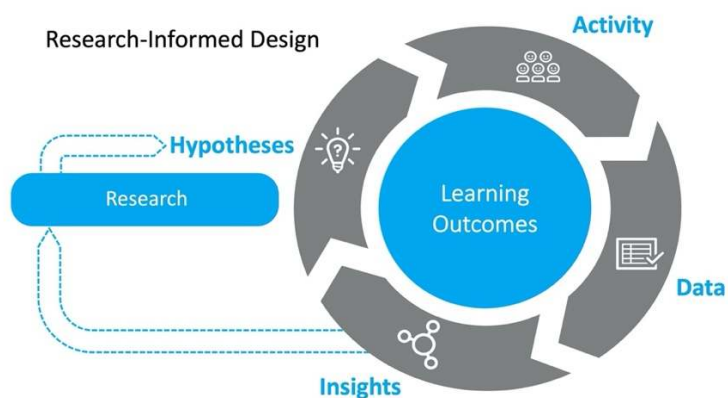 Research-Informed Design
Activity
Hypotheses
Research
Learning
Outcomes
Data
Insights